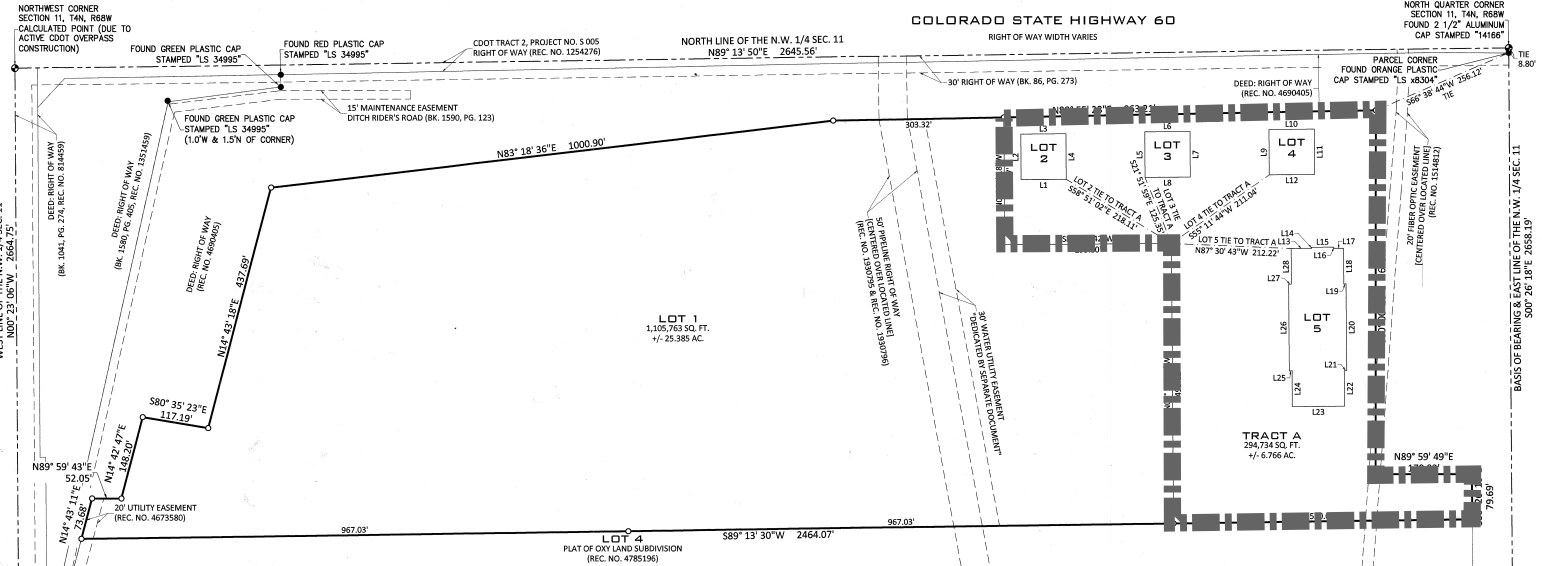 NORTHWEST CORNER
SECTION 11, T4N, R68W
CALCULATED POINT (DUE TO
ACTIVE CDOT OVERPASS
CONSTRUCTION)
FOUND GREEN PLASTIC CAP
STAMPED "LS 34995"
FOUND RED PLASTIC CAP
STAMPED "LS 34995"
CDOT TRACT 2, PROJECT NO. S 005
RIGHT OF WAY (REC. NO. 1254276)
NORTH LINE OF THE N.W. 1/4 SEC. 11
N89° 13' 50"E 2645.56'
COLORADO STATE HIGHWAY 60
RIGHT OF WAY WIDTH VARIES
NORTH QUARTER CORNER
SECTION 11, T4N, R68W
FOUND 2 1/2" ALUMINUM
CAP STAMPED "14166"
TIE
8.80'
PARCEL CORNER
FOUND ORANGE PLASTIC
CAP STAMPED "LS x8304"
S66° 38' 44"W 256.12'
TIE
30' RIGHT OF WAY (BK. 86, PG. 273)
DEED: RIGHT OF WAY
(REC. NO. 4690405)
15' MAINTENANCE EASEMENT
DITCH RIDER'S ROAD (BK. 1590, PG. 123)
FOUND GREEN PLASTIC CAP
STAMPED "LS 34995"
(1.0'W & 1.5'N OF CORNER)
DEED: RIGHT OF WAY
(BK. 1041, PG. 274, REC. NO. 814459)
DEED: RIGHT OF WAY
(BK. 1580, PG. 405, REC. NO. 1351459)
DEED: RIGHT OF WAY
(REC. NO. 4690405)
N83° 18' 36"E 1000.90'
303.32'
L3
LOT
2
L2
L4
L1
L6
LOT
3
L5
L7
L8
L10
LOT
4
L9
L11
L12
LOT 2 TIE TO TRACT A
S58° 51' 02"E 218.11'
LOT 3 TIE
TO TRACT A
S21° 51' 59"E 125.35'
LOT 4 TIE TO TRACT A
S55° 11' 44"W 211.04'
LOT 5 TIE TO TRACT A
N87° 30' 43"W 212.22'
L13
L14
L15
L16
L17
L18
L19
L20
L21
L22
L23
L24
L25
L26
L27
L28
LOT
5
20' FIBER OPTIC EASEMENT
[CENTERED OVER LOCATED LINE]
(REC. NO. 1514812)
BASIS OF BEARING & EAST LINE OF THE N.W. 1/4 SEC. 11
S00° 26' 18"E 2658.19'
N00° 23' 06"W 2664.75'
50' PIPELINE RIGHT OF WAY
[CENTERED OVER LOCATED LINE]
(REC. NO. 1930795 & REC. NO. 1930796)
30' WATER UTILITY EASEMENT
"DEDICATED BY SEPARATE DOCUMENT"
LOT 1
1,105,763 SQ. FT.
+/- 25.385 AC.
N14° 43' 18"E 437.69'
S80° 35' 23"E
117.19'
N14° 42' 47"E
148.20'
N89° 59' 43"E
52.05'
N14° 43' 11"E
73.68'
20' UTILITY EASEMENT
(REC. NO. 4673580)
TRACT A
294,734 SQ. FT.
+/- 6.766 AC.
N89° 59' 49"E
79.69'
967.03'
967.03'
S89° 13' 30"W 2464.07'
LOT 4
PLAT OF OXY LAND SUBDIVISION
(REC. NO. 4785196)